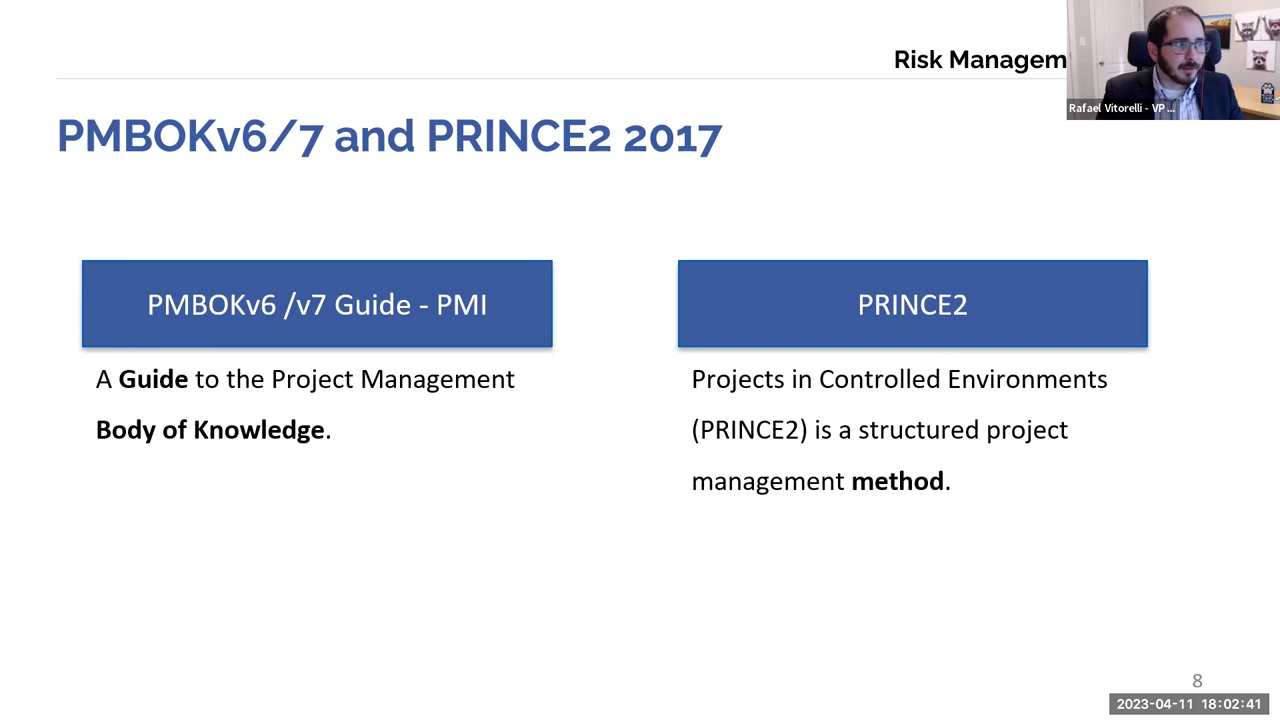 Risk Managem
Rafael Vitorelli - VP ...
PMBOKv6/7 and PRINCE2 2017
PMBOKv6 /v7 Guide - PMI
A Guide to the Project Management
Body of Knowledge.
PRINCE2
Projects in Controlled Environments
(PRINCE2) is a structured project
management method.
8
2023-04-11 18:02:41